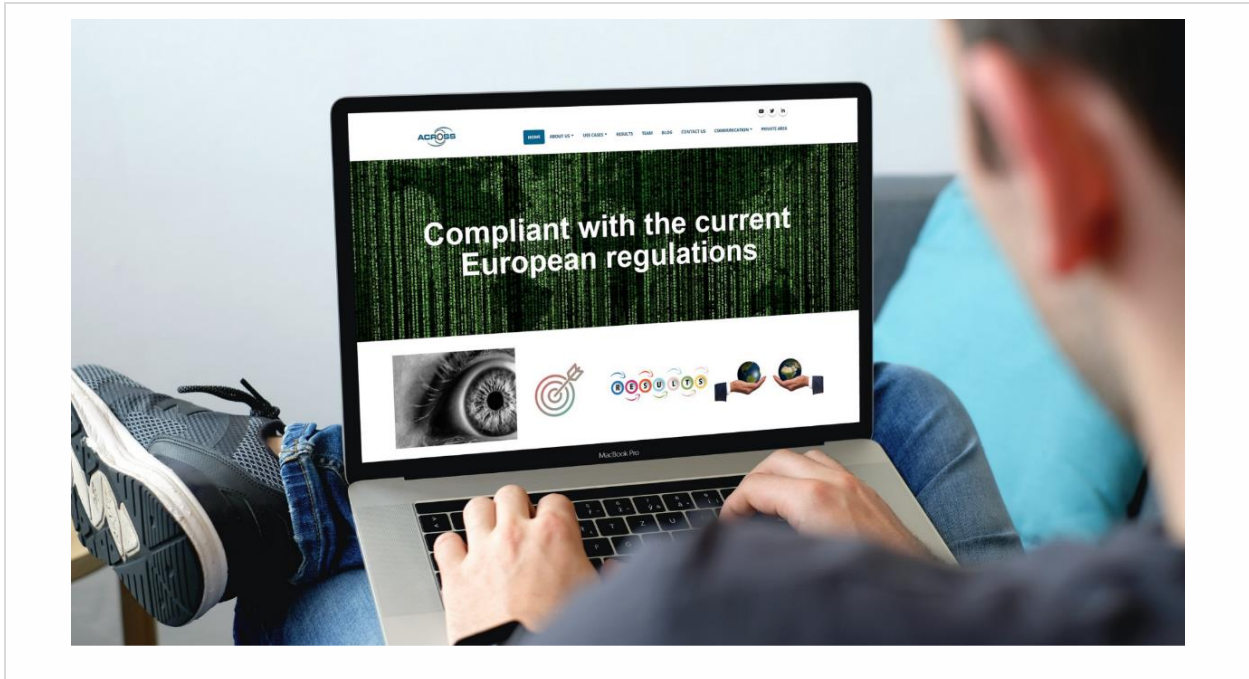 ACROSS
HOME ABOUT US USE CASES RESULTS TEAM BLOG CONTACT US COMMUNICATION PRIVATE AREA
Compliant with the current
European regulations
RESULTS
MacBook Pro
T Z U